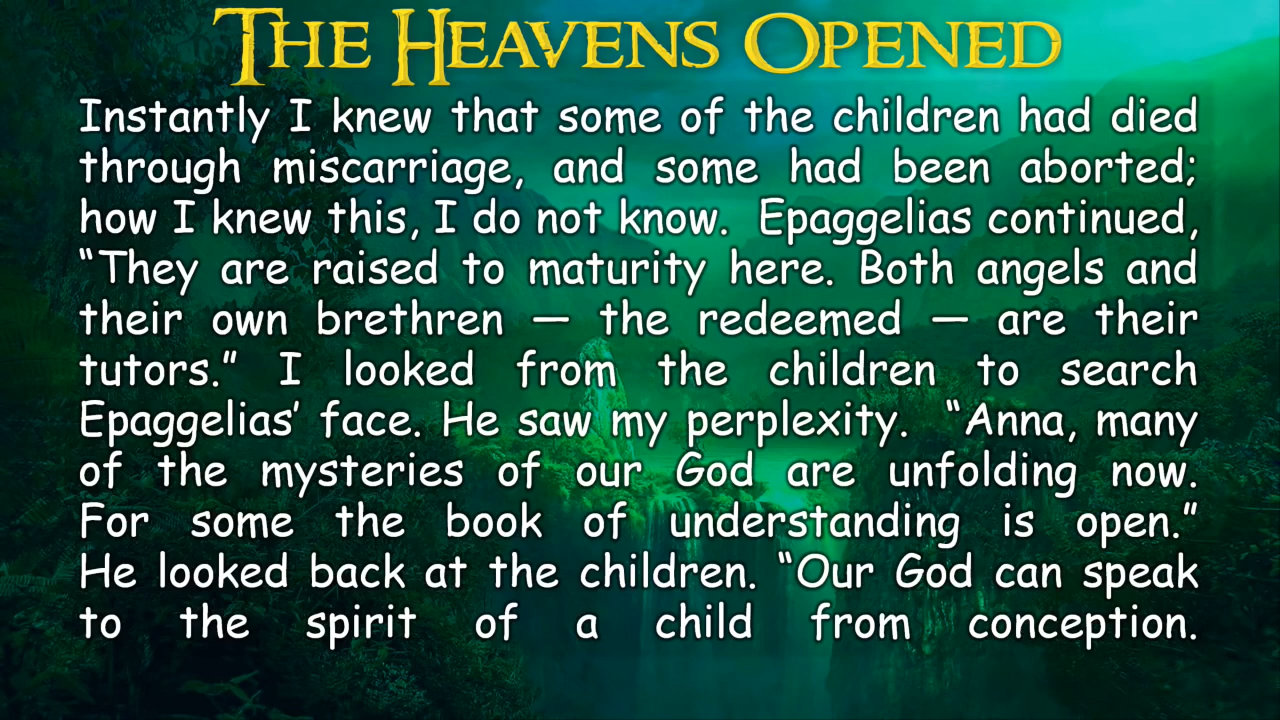 THE HEAVENS OPENED
Instantly I knew that some of the children had died
through miscarriage, and some had been aborted;
how I knew this, I do not know.  Epaggelias continued,
“They are raised to maturity here. Both angels and
their own brethren — the redeemed — are their
tutors.” I looked from the children to search
Epaggelias’ face. He saw my perplexity.  “Anna, many
of the mysteries of our God are unfolding now.
For some the book of understanding is open.”
He looked back at the children. “Our God can speak
to the spirit of a child from conception.